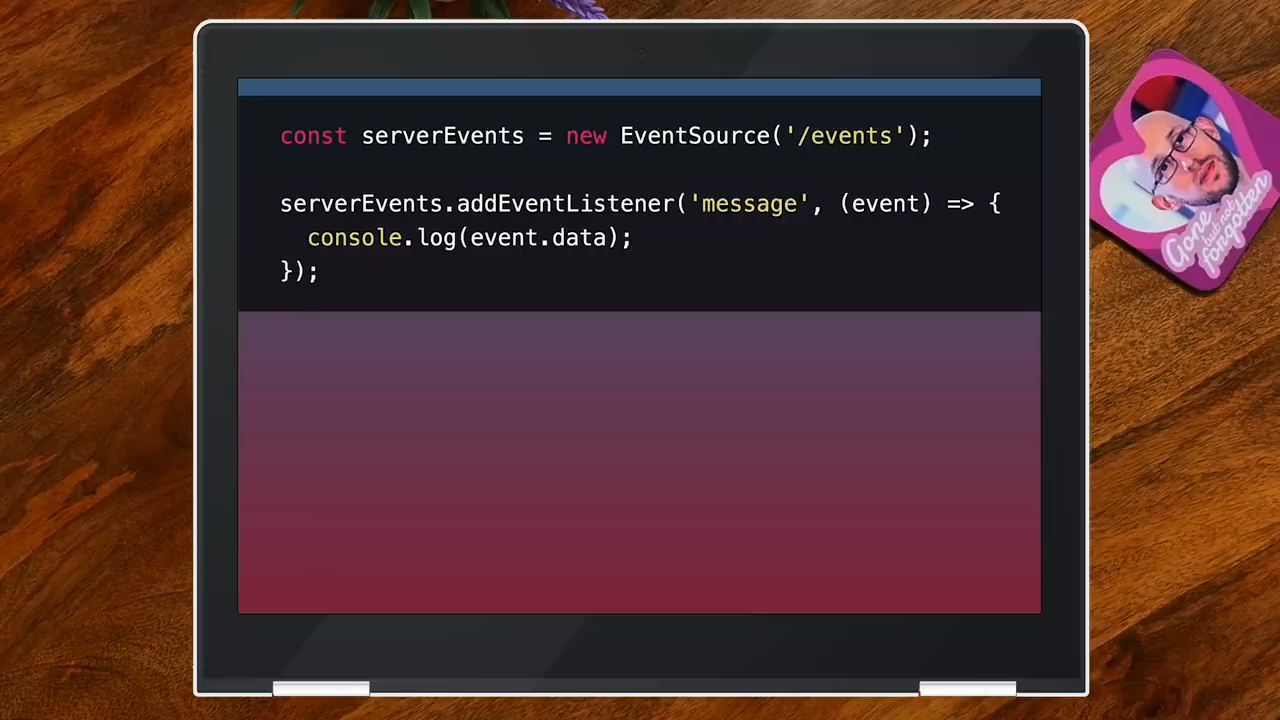 const serverEvents = new EventSource('/events');
serverEvents.addEventListener('message', (event) => {
  console.log(event.data);
});
Gone
but not
forgotten